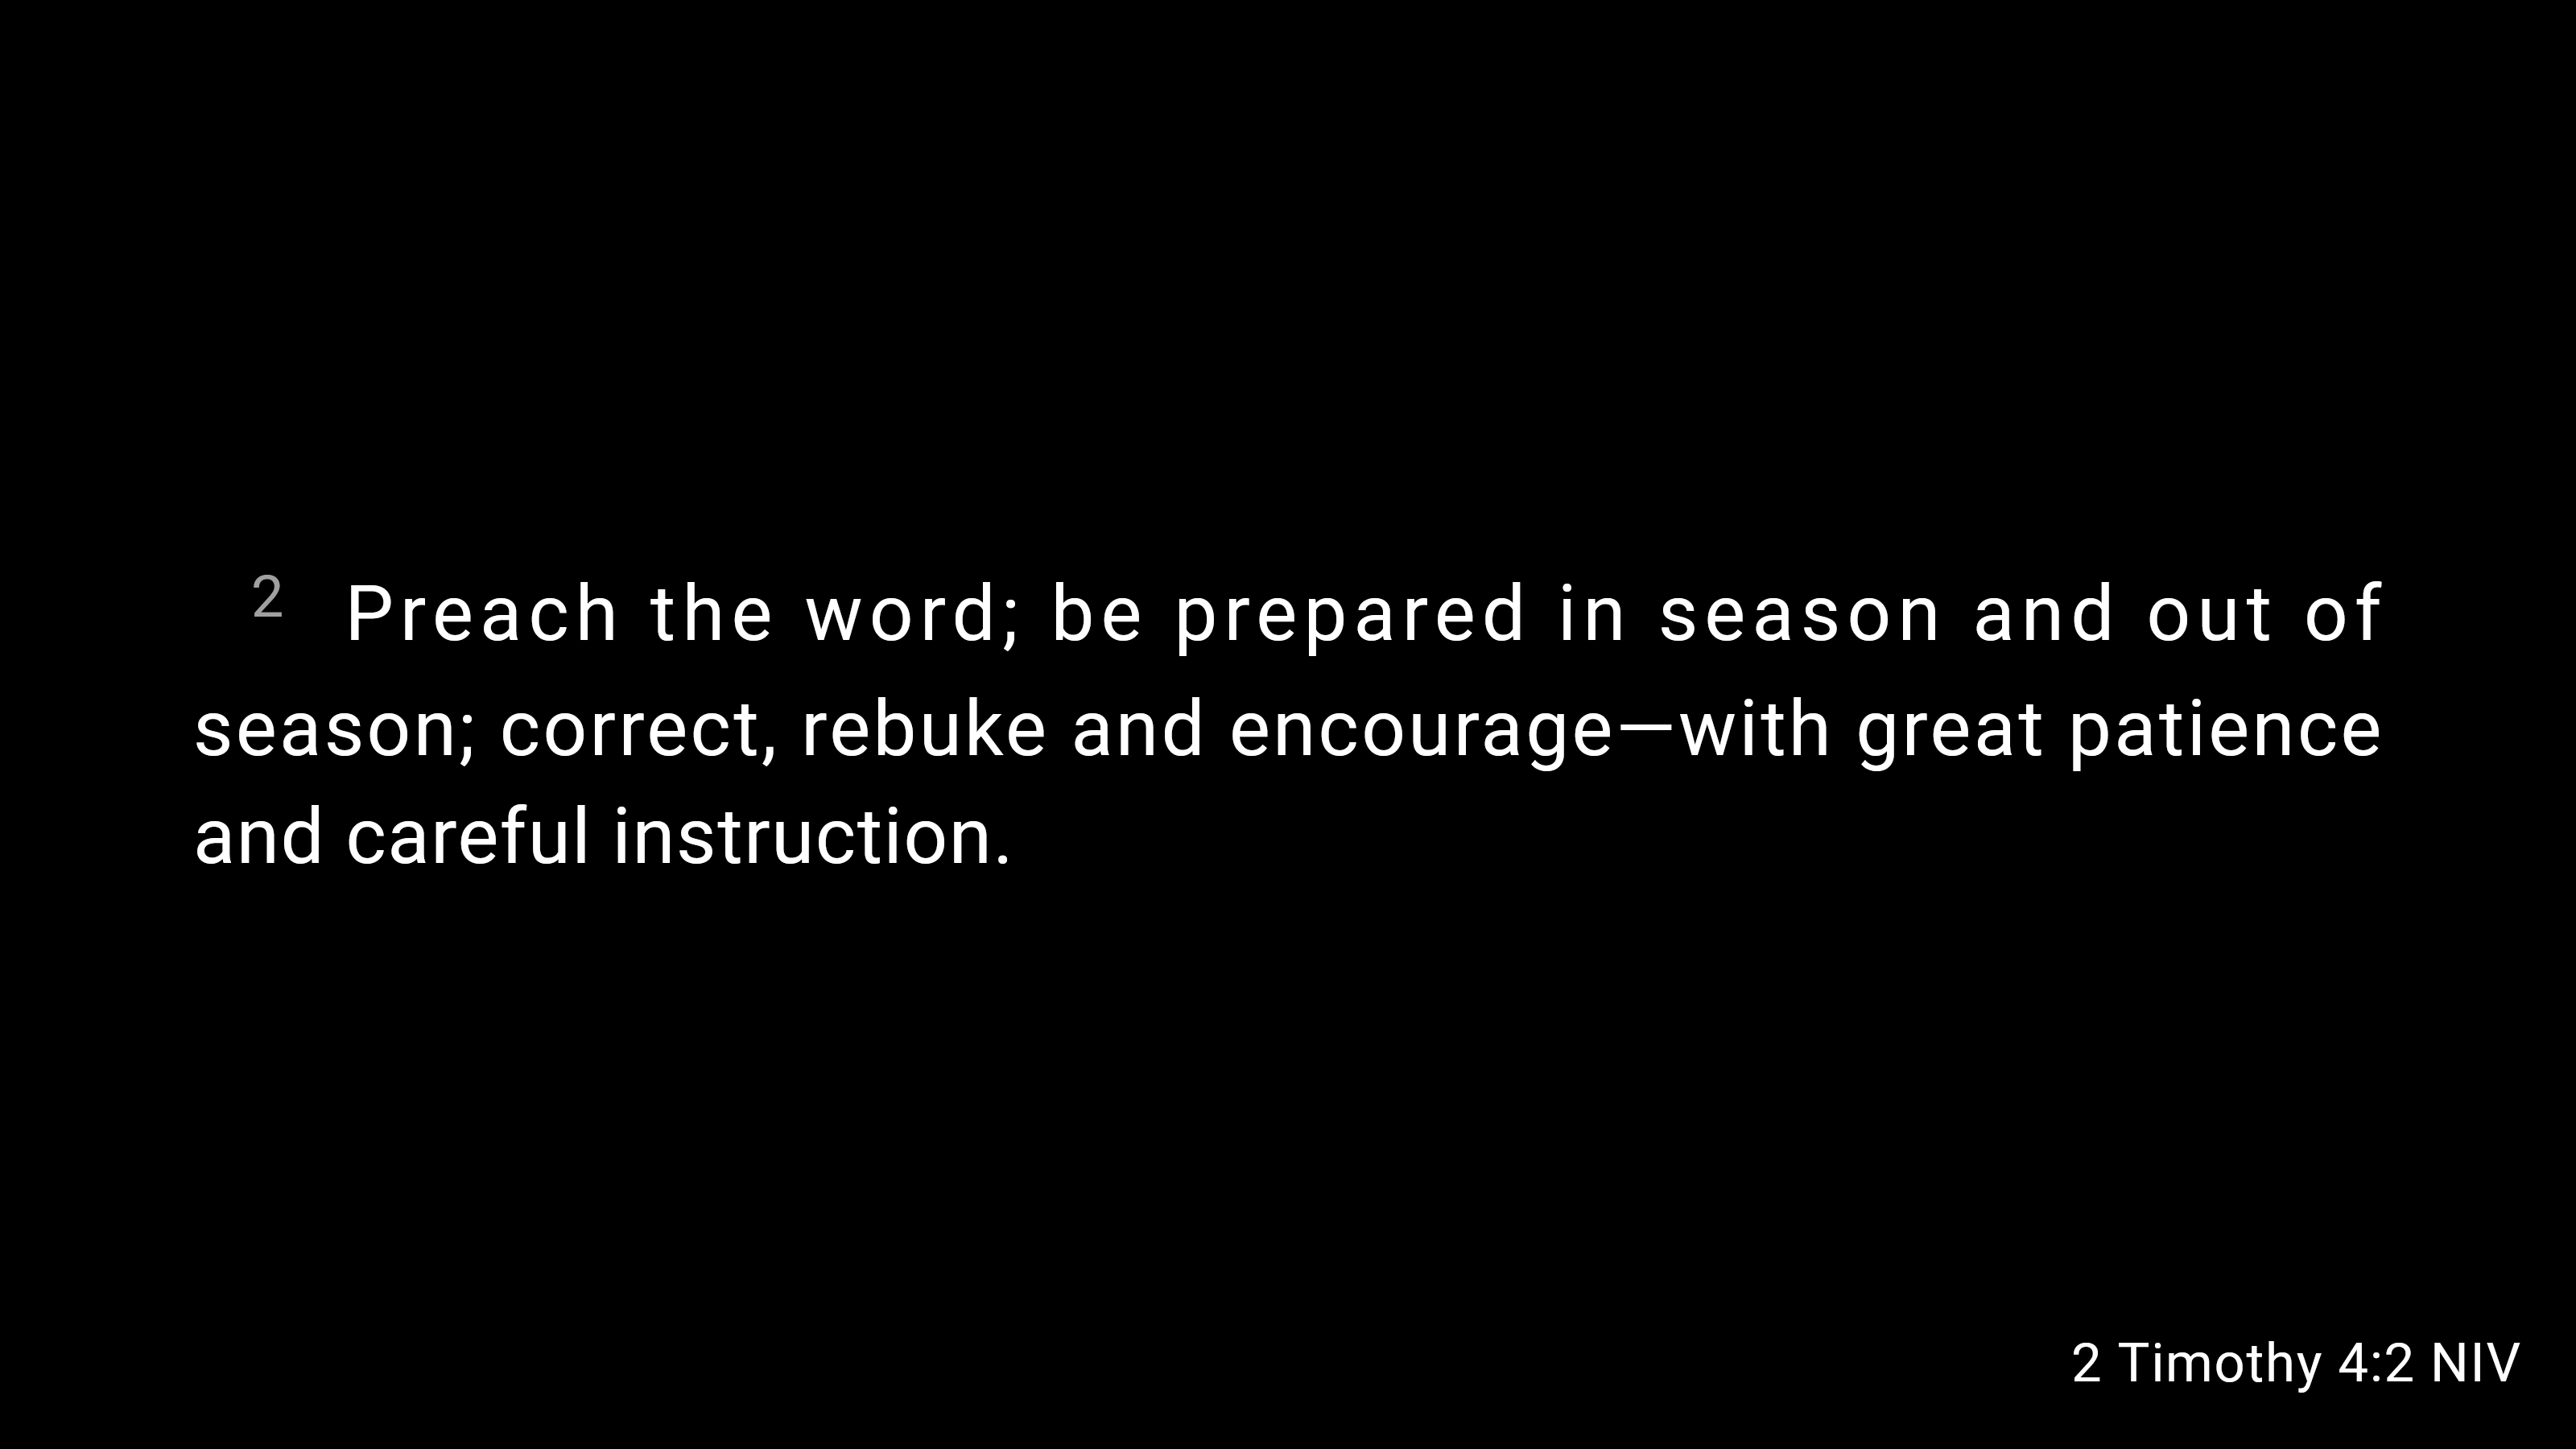 2 Preach the word; be prepared in season and out of
season; correct, rebuke and encourage—with great patience
and careful instruction.
2 Timothy 4:2 NIV